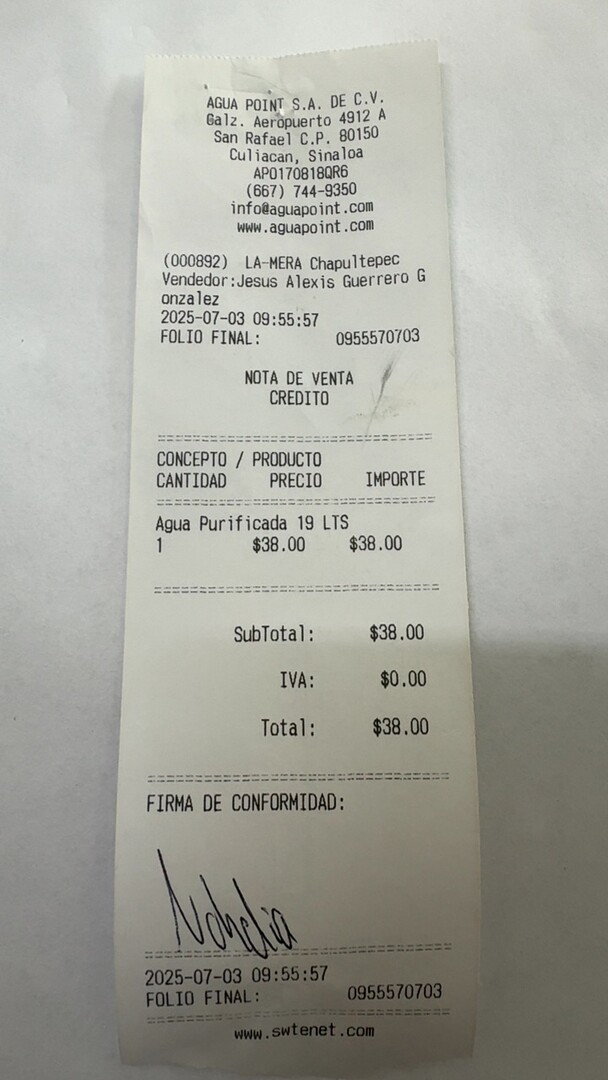 AGUA POINT S.A. DE C.V.
Galz. Aeropuerto 4912 A
San Rafael C.P. 80150
Culiacan, Sinaloa
APO170818QR6
(667) 744-9350
info@aguapoint.com
www.aguapoint.com
(000892) LA-MERA Chapultepec
Vendedor:Jesus Alexis Guerrero G
onzalez
2025-07-03 09:55:57
FOLIO FINAL: 0955570703
NOTA DE VENTA
CREDITO
CONCEPTO / PRODUCTO
CANTIDAD PRECIO IMPORTE
Agua Purificada 19 LTS
1 $38.00 $38.00
SubTotal: $38.00
IVA: $0.00
Total: $38.00
FIRMA DE CONFORMIDAD:
2025-07-03 09:55:57
FOLIO FINAL: 0955570703
www.swtenet.com